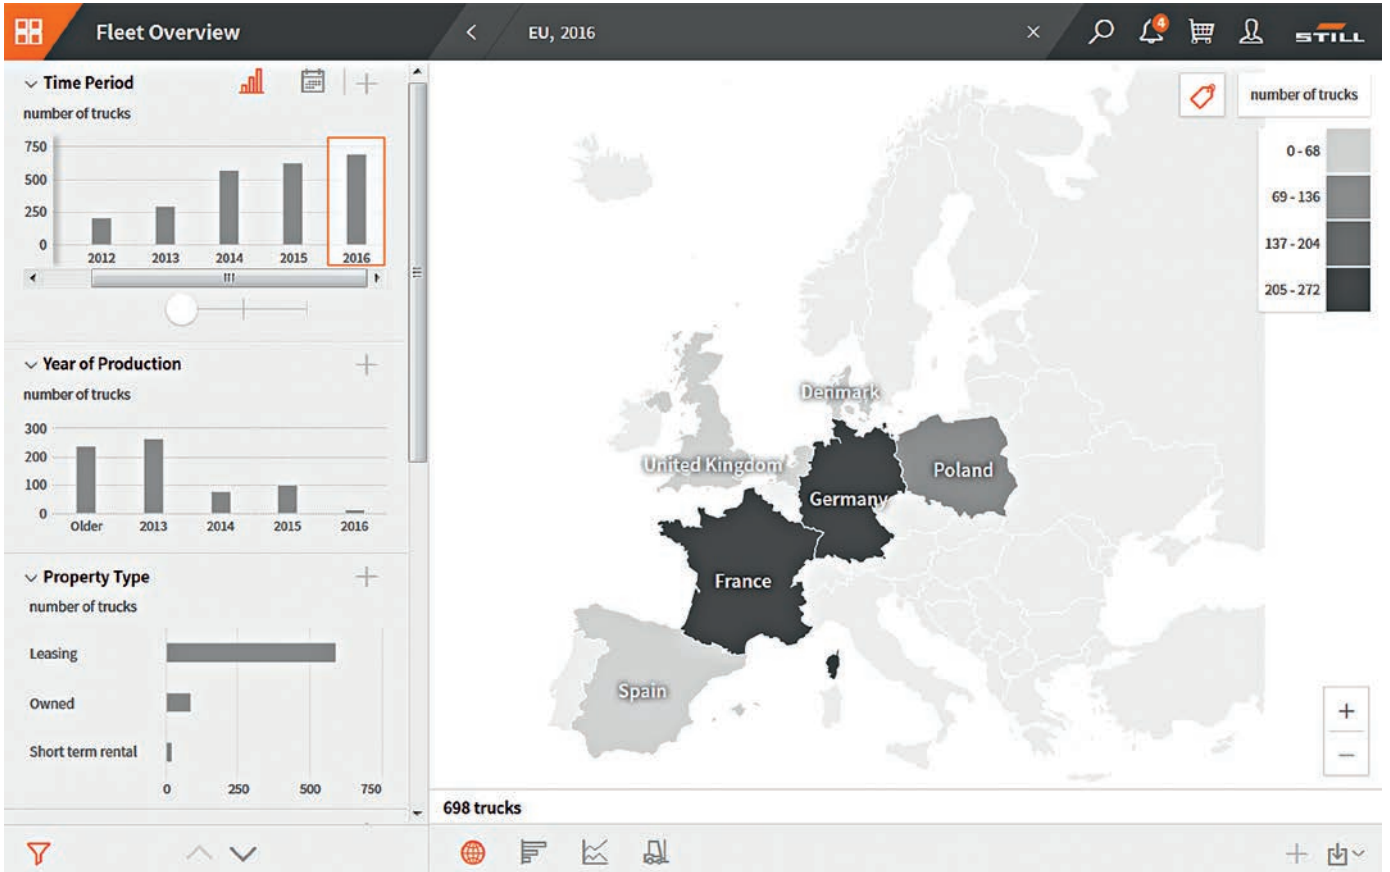 Fleet Overview
EU, 2016
4
STILL
Time Period
number of trucks
750
500
250
0
2012 2013 2014 2015 2016
Year of Production
number of trucks
300
200
100
0
Older 2013 2014 2015 2016
Property Type
number of trucks
Leasing
Owned
Short term rental
0 250 500 750
number of trucks
0 - 68
69 - 136
137 - 204
205 - 272
Denmark
United Kingdom
Poland
Germany
France
Spain
698 trucks